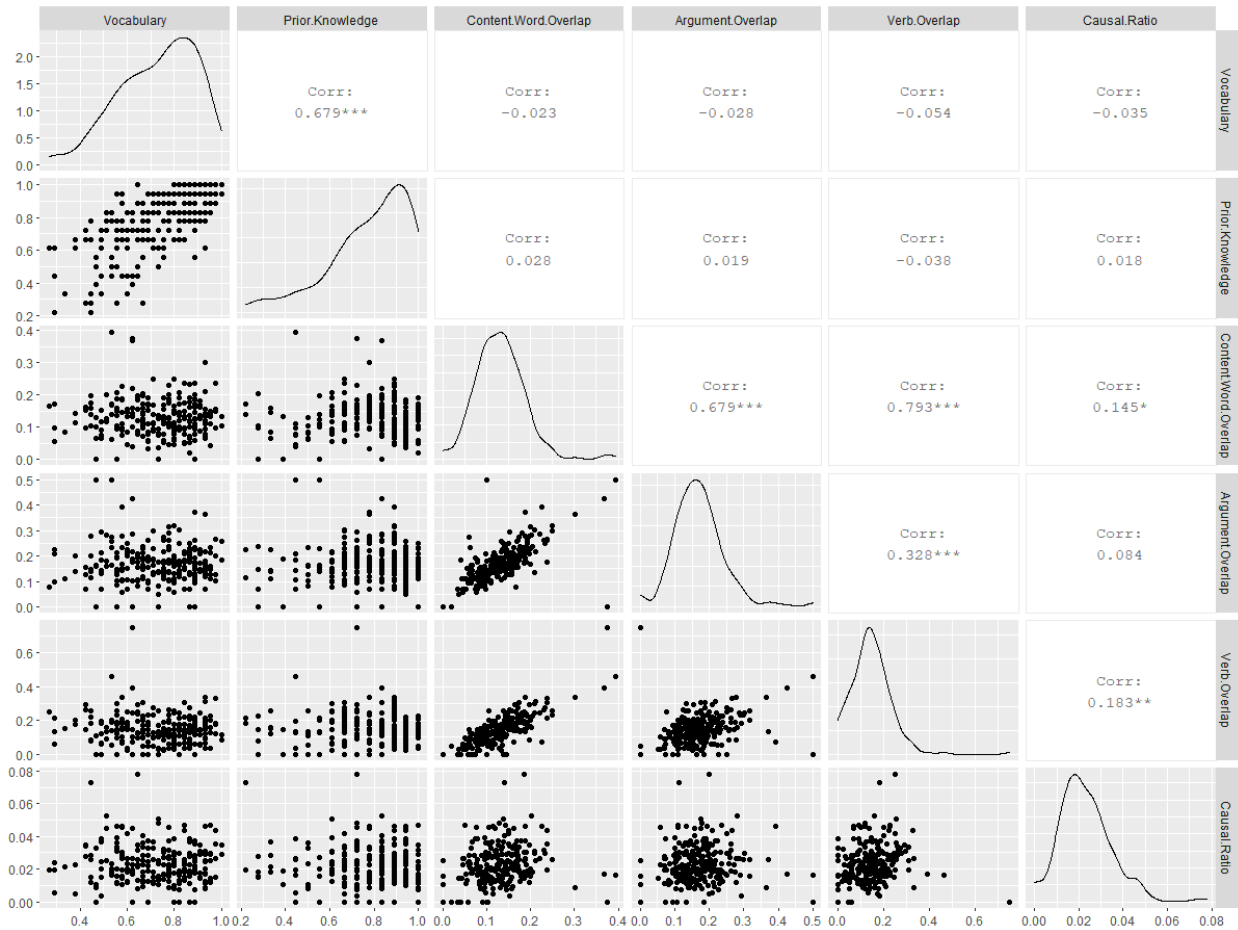 Vocabulary Prior.Knowledge Content.Word.Overlap Argument.Overlap Verb.Overlap Causal.Ratio
2.0
1.5
1.0
0.5
0.0
Corr:
0.679***
Corr:
-0.023
Corr:
-0.028
Corr:
-0.054
Corr:
-0.035
Vocabulary
1.0
0.8
0.6
0.4
0.2
Corr:
0.028
Corr:
0.019
Corr:
-0.038
Corr:
0.018
Prior.Knowledge
0.4
0.3
0.2
0.1
0.0
Corr:
0.679***
Corr:
0.793***
Corr:
0.145*
Content.Word.Overlap
0.5
0.4
0.3
0.2
0.1
0.0
Corr:
0.328***
Corr:
0.084
Argument.Overlap
0.6
0.4
0.2
0.0
Corr:
0.183**
Verb.Overlap
0.08
0.06
0.04
0.02
0.00
Causal.Ratio
0.4 0.6 0.8 1.0 0.2 0.4 0.6 0.8 1.0 0.0 0.1 0.2 0.3 0.4 0.0 0.1 0.2 0.3 0.4 0.5 0.0 0.2 0.4 0.6 0.00 0.02 0.04 0.06 0.08